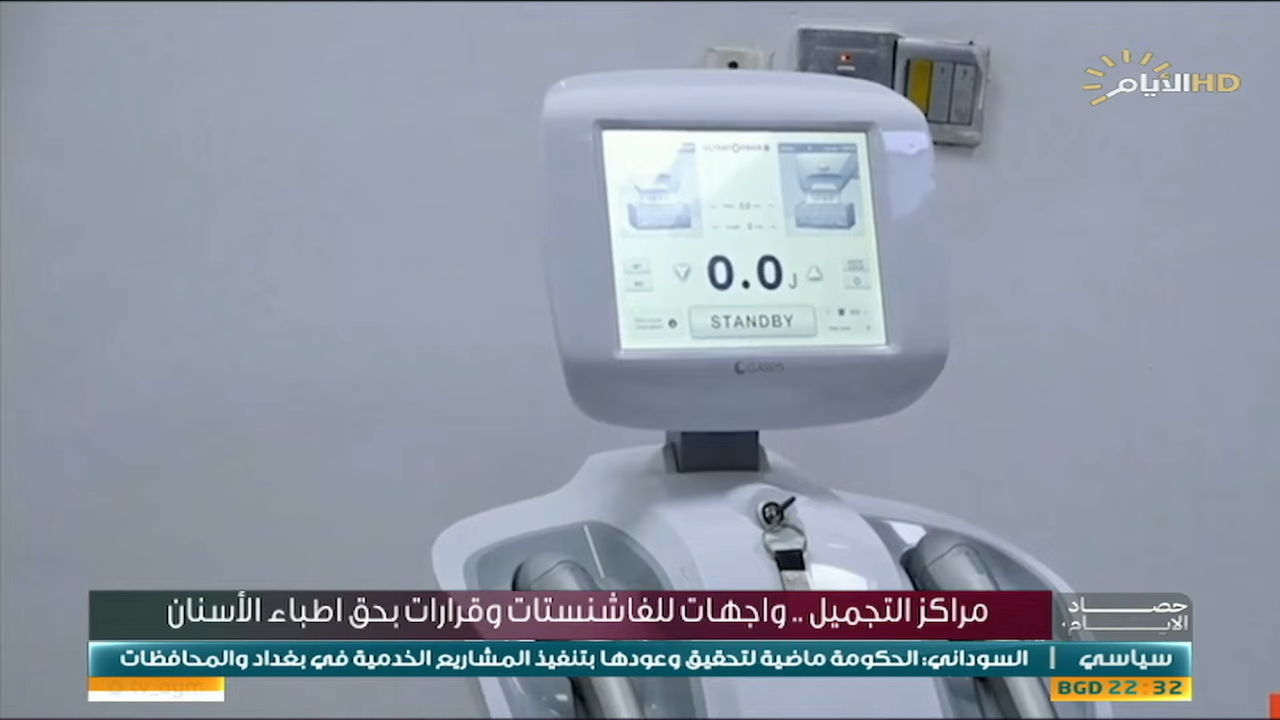 الأيام HD
0.0 J
STANDBY
CLASSYS
مراكز التجميل .. واجهات للفاشنستات وقرارات بحق اطباء الأسنان
حصاد
الايام
سياسي | السوداني: الحكومة ماضية لتحقيق وعودها بتنفيذ المشاريع الخدمية في بغداد والمحافظات
BGD 22:32